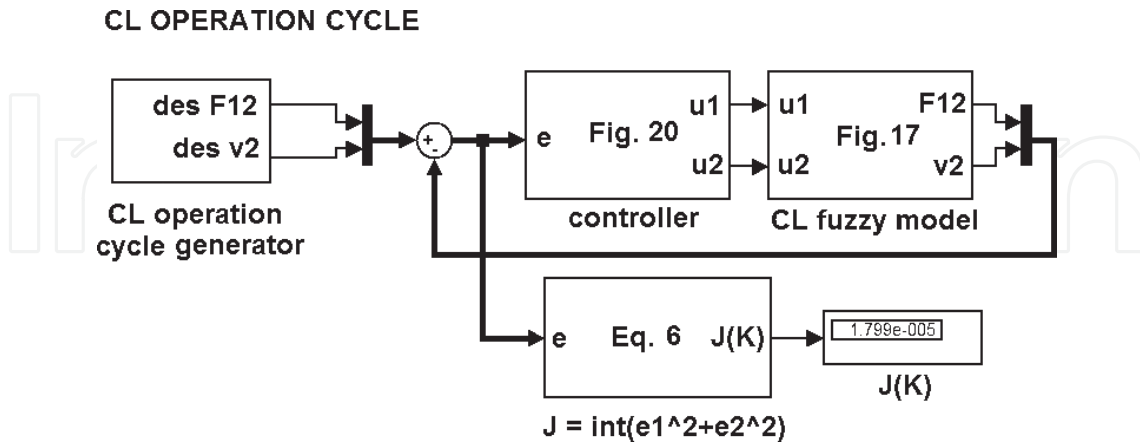 CL OPERATION CYCLE
des F12
des v2
CL operation
cycle generator
+
-
e
Fig. 20
u1
u2
controller
u1
u2
Fig.17
F12
v2
CL fuzzy model
e
Eq. 6
J(K)
J = int(e1^2+e2^2)
1.799e-005
J(K)